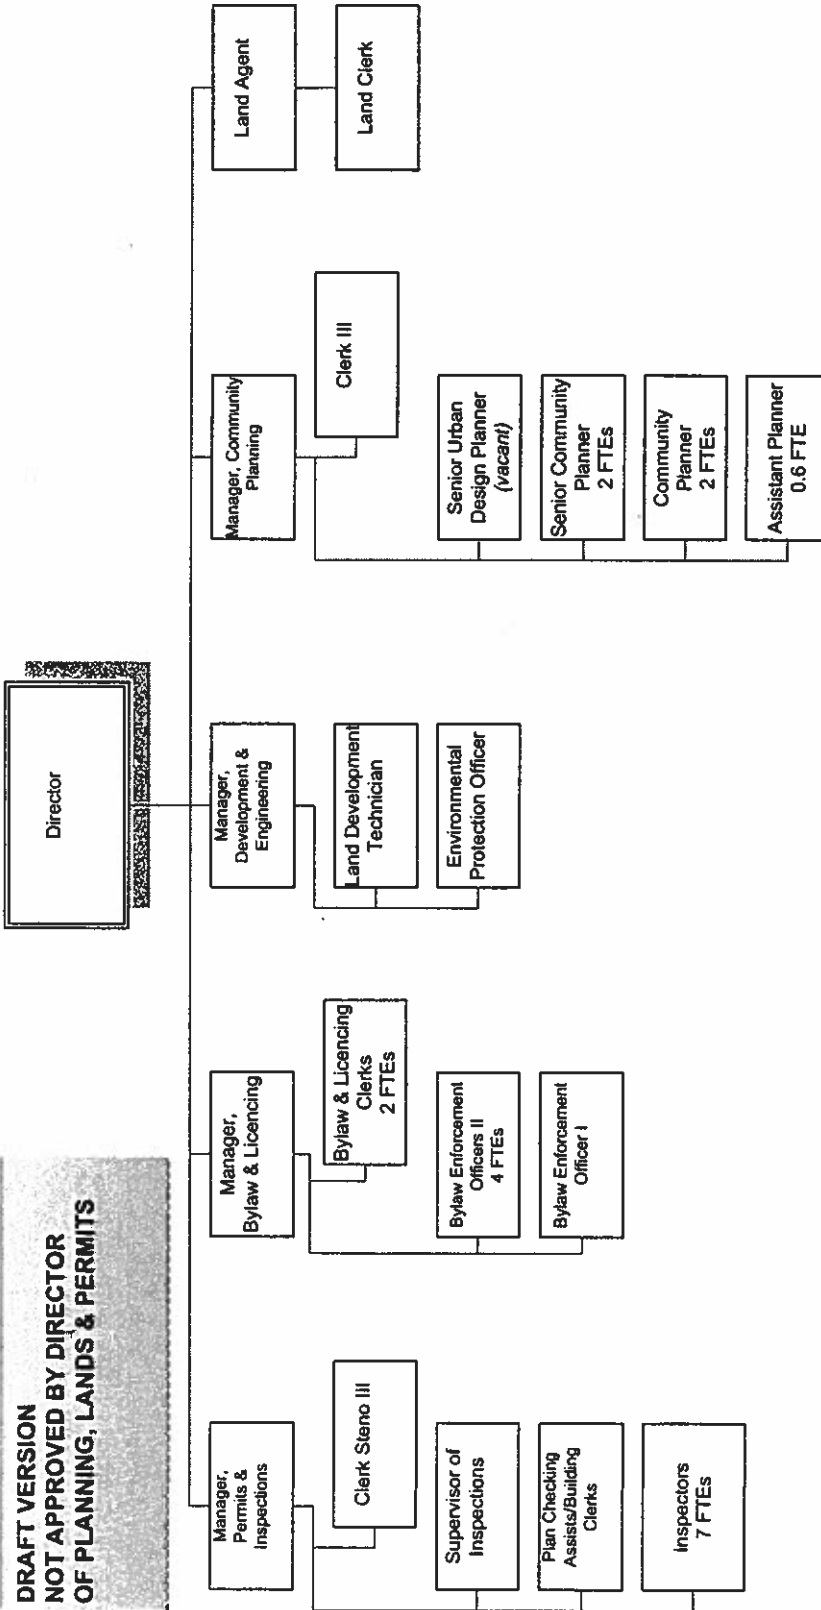 DRAFT VERSION
NOT APPROVED BY DIRECTOR
OF PLANNING, LANDS & PERMITS
Director
Manager,
Permits &
Inspections
Clerk Steno III
Supervisor of
Inspections
Plan Checking
Assists/Building
Clerks
Inspectors
7 FTEs
Manager,
Bylaw & Licencing
Bylaw & Licencing
Clerks
2 FTEs
Bylaw Enforcement
Officers II
4 FTEs
Bylaw Enforcement
Officer I
Manager,
Development &
Engineering
Land Development
Technician
Environmental
Protection Officer
Manager, Community
Planning
Clerk III
Senior Urban
Design Planner
(vacant)
Senior Community
Planner
2 FTEs
Community
Planner
2 FTEs
Assistant Planner
0.6 FTE
Land Agent
Land Clerk